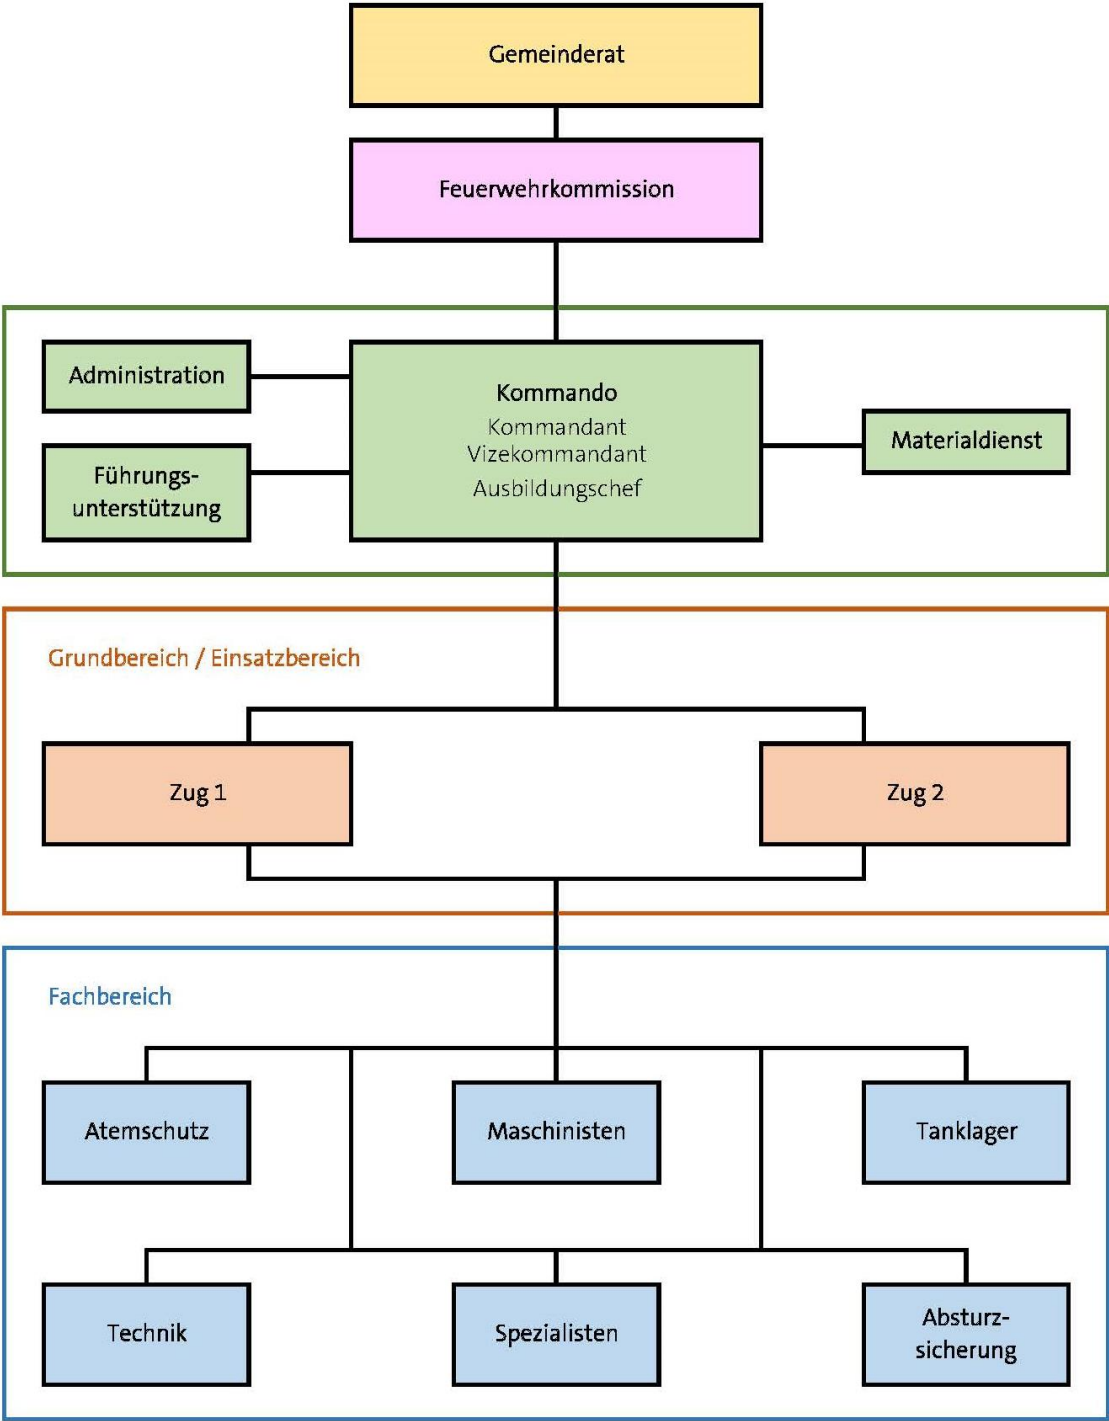 Gemeinderat
Feuerwehrkommission
Administration
Führungs-
unterstützung
Kommando
Kommandant
Vizekommandant
Ausbildungschef
Materialdienst
Grundbereich / Einsatzbereich
Zug 1
Zug 2
Fachbereich
Atemschutz
Maschinisten
Tanklager
Technik
Spezialisten
Absturz-
sicherung